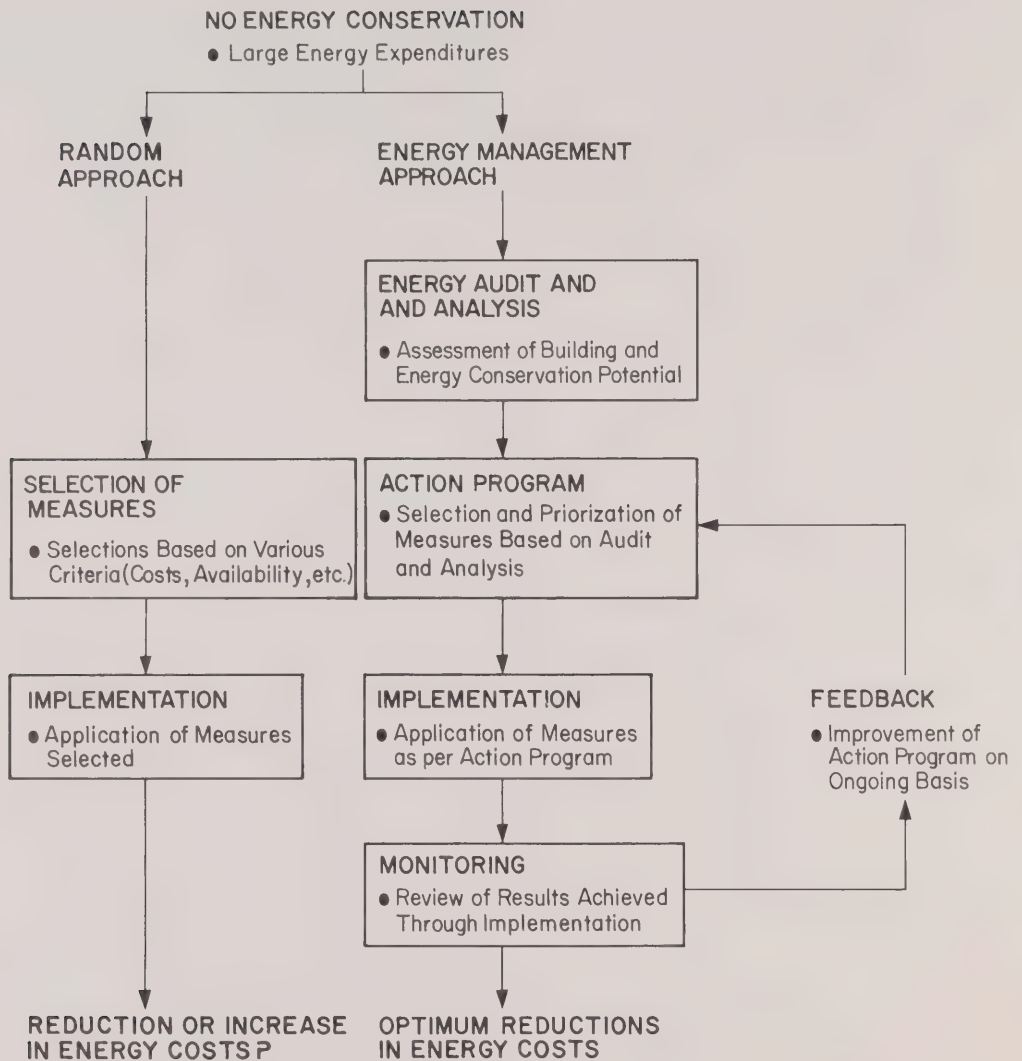 NO ENERGY CONSERVATION
● Large Energy Expenditures
RANDOM
APPROACH
ENERGY MANAGEMENT
APPROACH
ENERGY AUDIT AND
AND ANALYSIS
● Assessment of Building and
Energy Conservation Potential
SELECTION OF
MEASURES
● Selections Based on Various
Criteria (Costs, Availability, etc.)
ACTION PROGRAM
● Selection and Priorization of
Measures Based on Audit
and Analysis
IMPLEMENTATION
● Application of Measures
Selected
IMPLEMENTATION
● Application of Measures
as per Action Program
FEEDBACK
● Improvement of
Action Program on
Ongoing Basis
MONITORING
● Review of Results Achieved
Through Implementation
REDUCTION OR INCREASE
IN ENERGY COSTS?
OPTIMUM REDUCTIONS
IN ENERGY COSTS